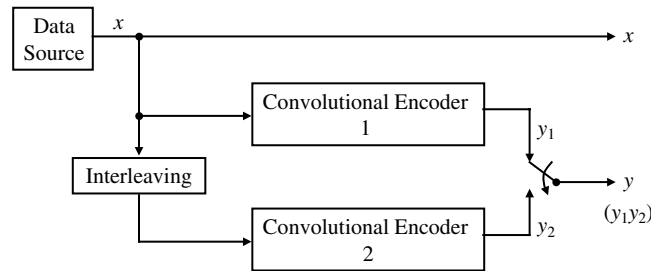 Data
Source
x
x
Convolutional Encoder
1
y1
Interleaving
y
(y1y2)
Convolutional Encoder
2
y2